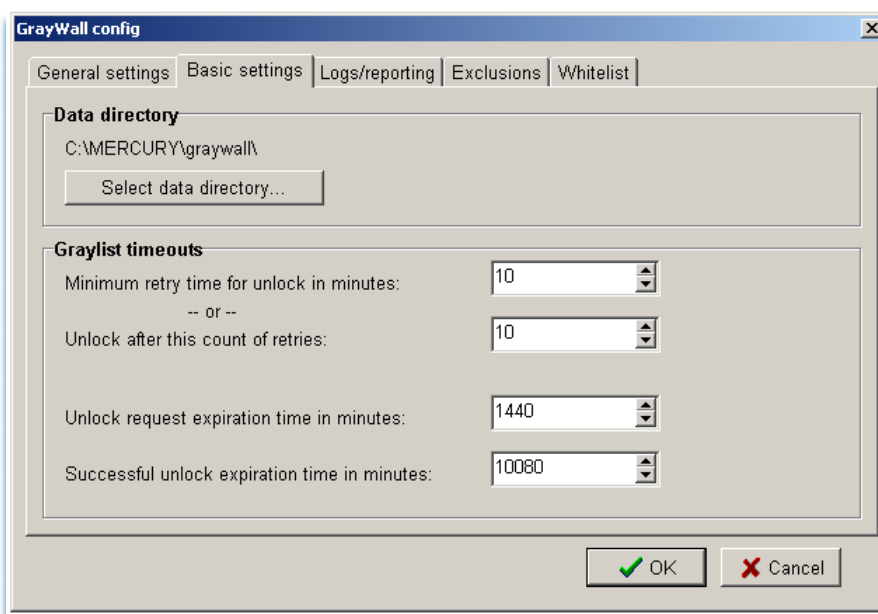 GrayWall config
General settings
Basic settings
Logs/reporting
Exclusions
Whitelist
Data directory
C:\MERCURY\graywall\
Select data directory...
Graylist timeouts
Minimum retry time for unlock in minutes:
10
-- or --
Unlock after this count of retries:
10
Unlock request expiration time in minutes:
1440
Successful unlock expiration time in minutes:
10080
OK
Cancel